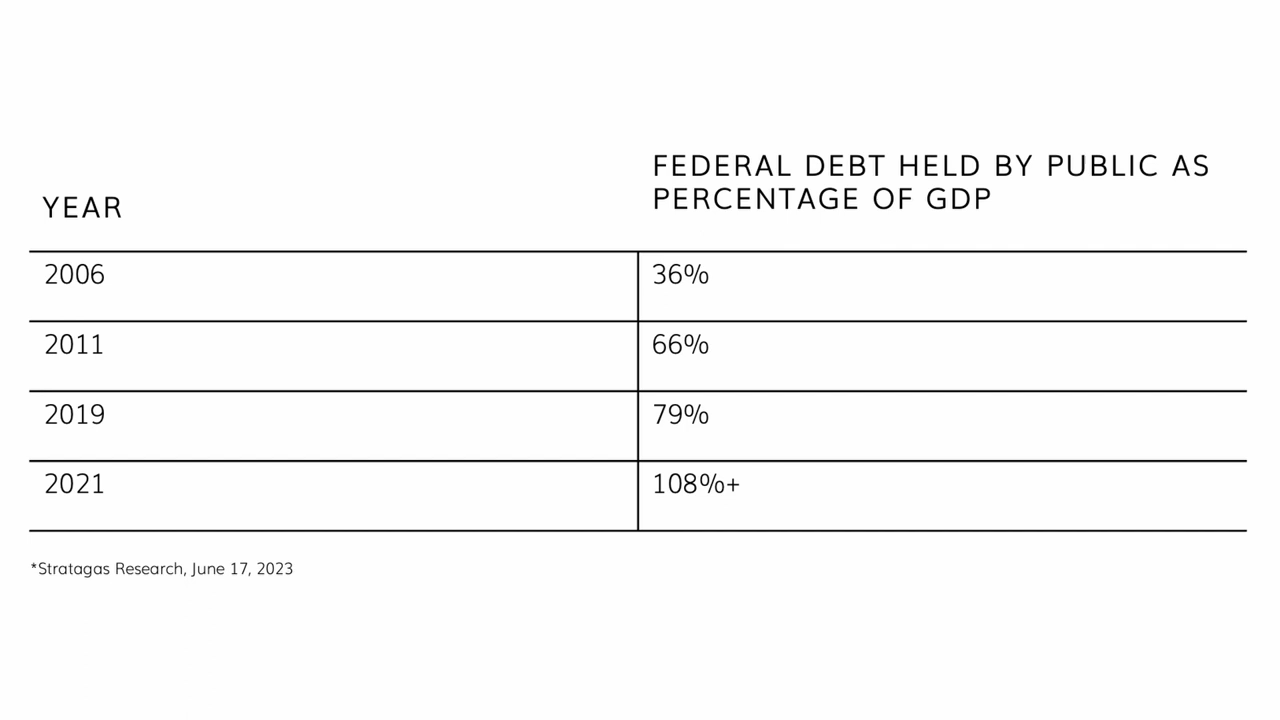 YEAR
FEDERAL DEBT HELD BY PUBLIC AS
PERCENTAGE OF GDP
2006
36%
2011
66%
2019
79%
2021
108%+
*Stratagas Research, June 17, 2023